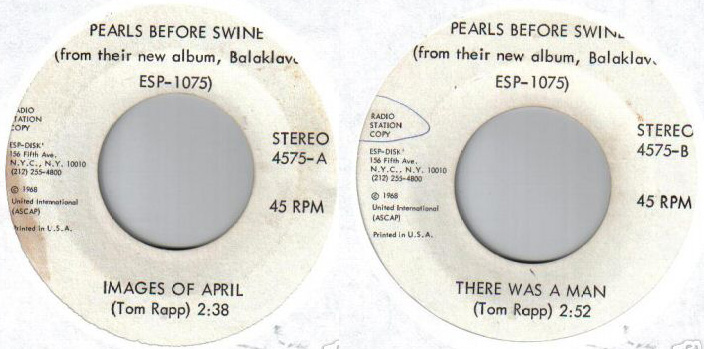 PEARLS BEFORE SWINE
(from their new album, Balaklava
ESP-1075)
ADIO
TATION
COPY
ESP-DISK'
156 Fifth Ave.
N.Y.C., N.Y. 10010
(212) 255-4800
© 1968
United International
(ASCAP)
Printed in U.S.A.
STEREO
4575-A
45 RPM
IMAGES OF APRIL
(Tom Rapp) 2:38
PEARLS BEFORE SWINE
(from their new album, Balaklava
ESP-1075)
RADIO
STATION
COPY
ESP-DISK'
156 Fifth Ave.
N.Y.C., N.Y. 10010
(212) 255-4800
© 1968
United International
(ASCAP)
Printed in U.S.A.
STEREO
4575-B
45 RPM
THERE WAS A MAN
(Tom Rapp) 2:52